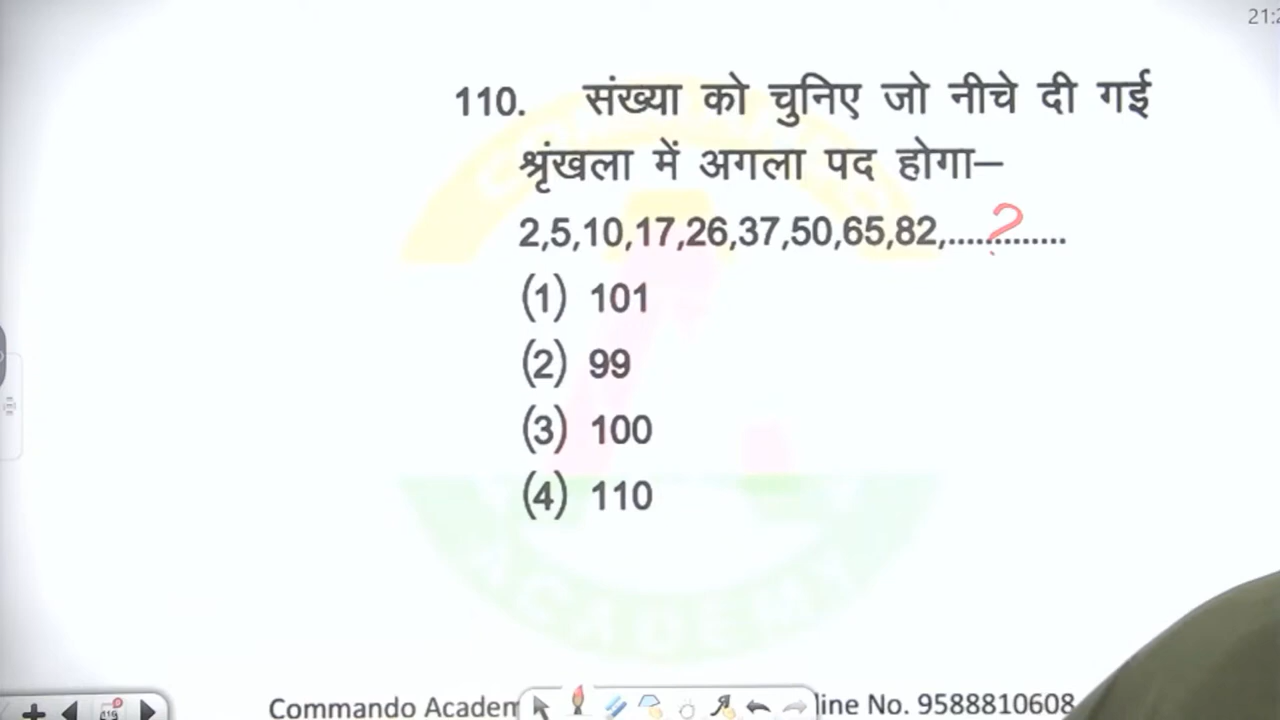 21:2
110. संख्या को चुनिए जो नीचे दी गई
श्रृंखला में अगला पद होगा–
2,5,10,17,26,37,50,65,82,..............
?
(1) 101
(2) 99
(3) 100
(4) 110
ACADEMY
Commando Academ
line No. 9588810608